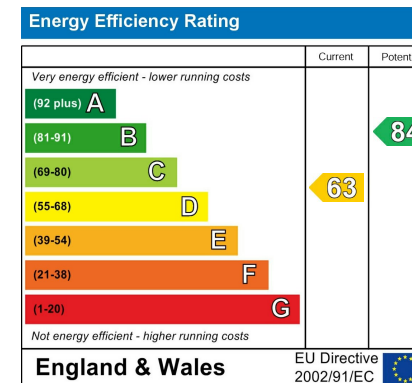 Energy Efficiency Rating
Current Potent
Very energy efficient - lower running costs
(92 plus) A
(81-91) B
84
(69-80) C
63
(55-68) D
(39-54) E
(21-38) F
(1-20) G
Not energy efficient - higher running costs
England & Wales
EU Directive
2002/91/EC